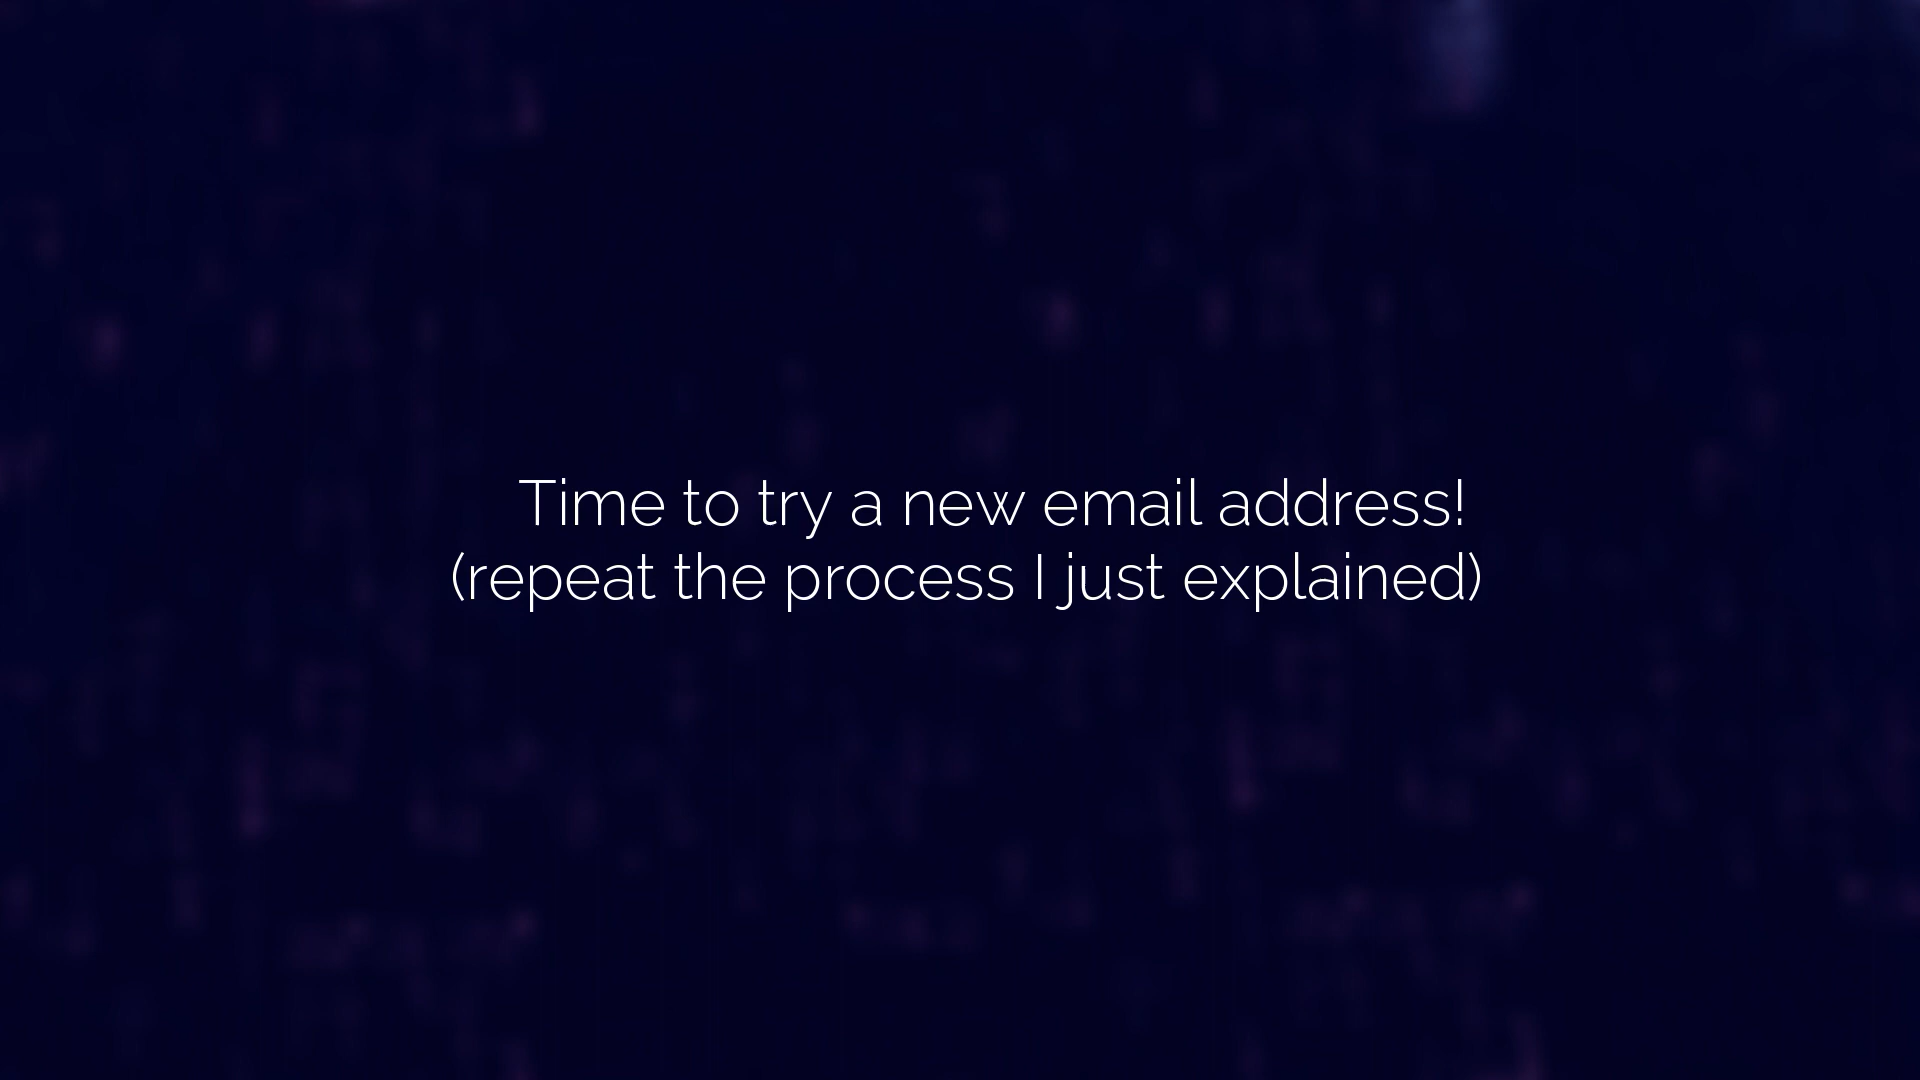 Time to try a new email address!
(repeat the process I just explained)